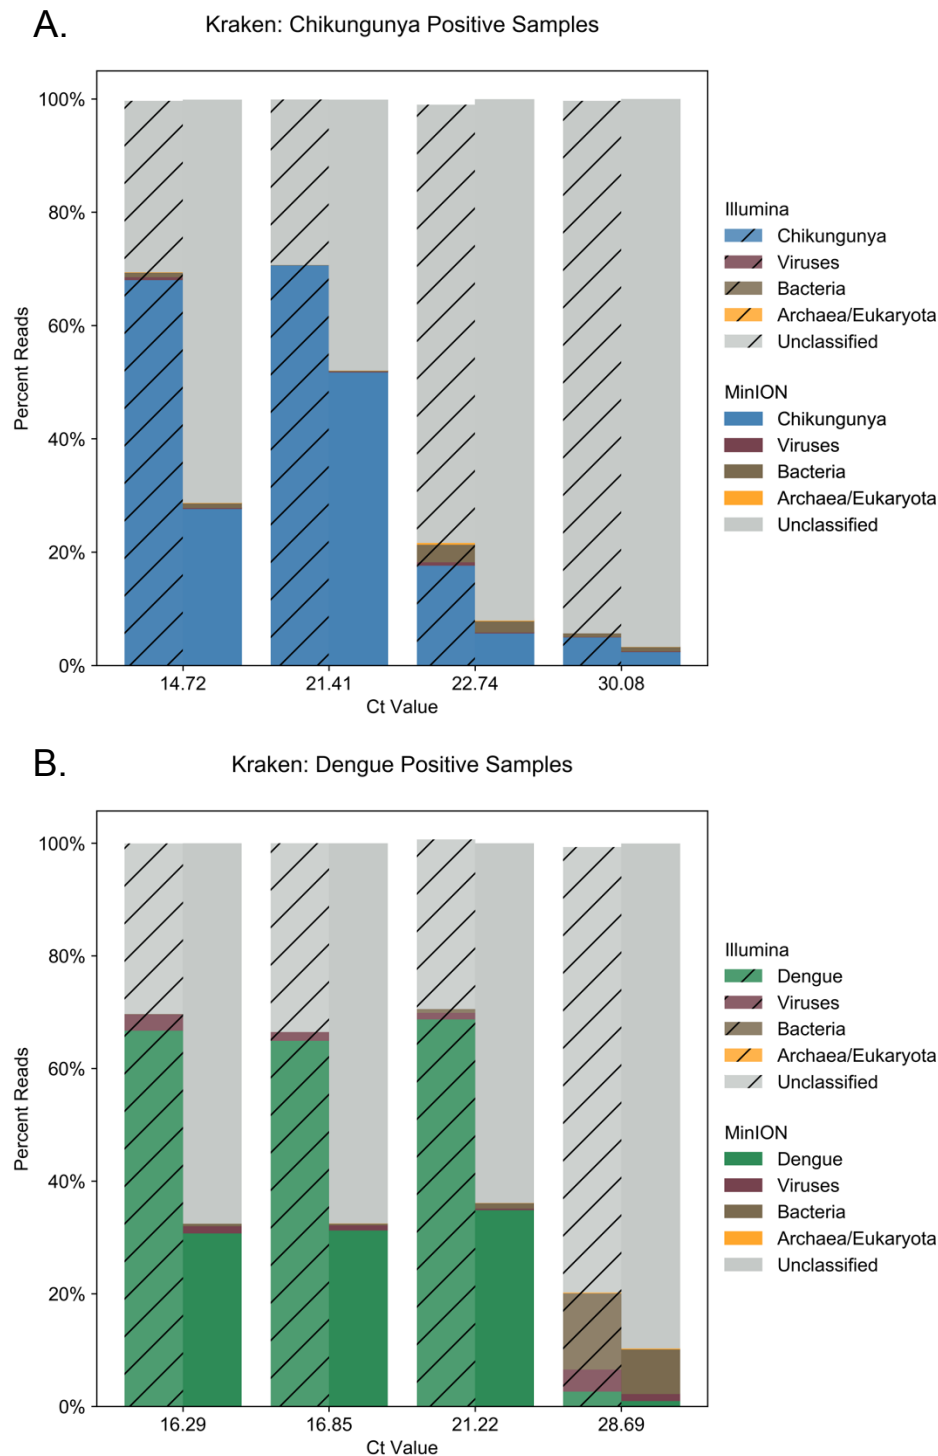 A.
Kraken: Chikungunya Positive Samples
100%
80%
60%
40%
20%
0%
Percent Reads
14.72 21.41 22.74 30.08
Ct Value
Illumina
Chikungunya
Viruses
Bacteria
Archaea/Eukaryota
Unclassified
MinION
Chikungunya
Viruses
Bacteria
Archaea/Eukaryota
Unclassified
B.
Kraken: Dengue Positive Samples
100%
80%
60%
40%
20%
0%
Percent Reads
16.29 16.85 21.22 28.69
Ct Value
Illumina
Dengue
Viruses
Bacteria
Archaea/Eukaryota
Unclassified
MinION
Dengue
Viruses
Bacteria
Archaea/Eukaryota
Unclassified